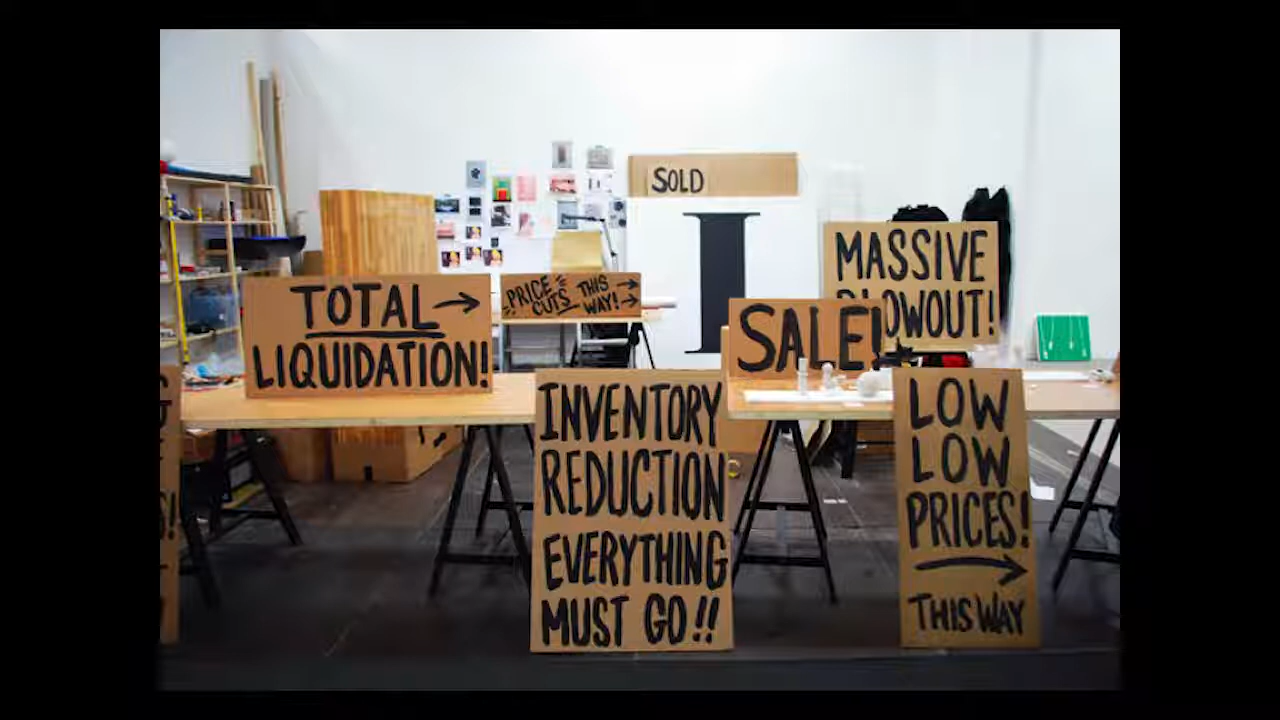 SOLD
MASSIVE
BLOWOUT!
TOTAL →
LIQUIDATION!
PRICE CUTS THIS WAY! →
SALE!
INVENTORY
REDUCTION
EVERYTHING
MUST GO!!
LOW
LOW
PRICES!
→
THIS WAY